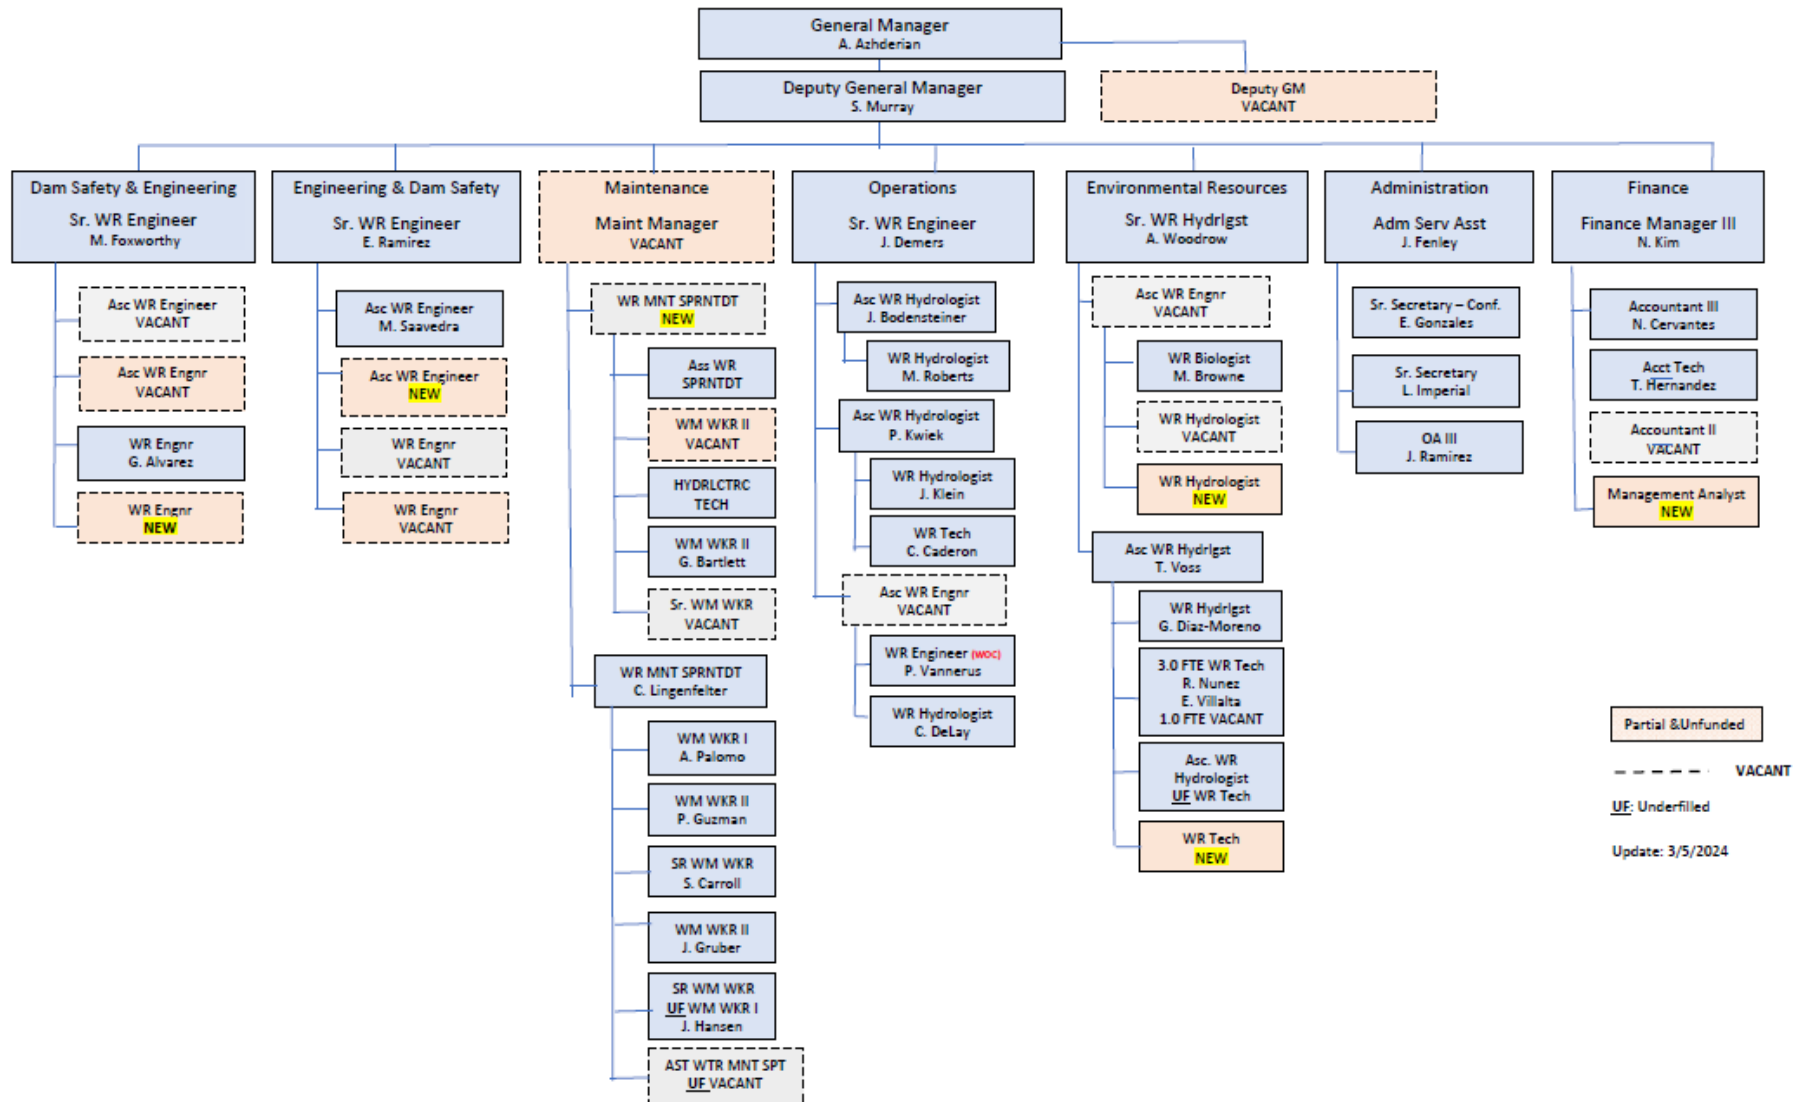 General Manager
A. Azhderian
Deputy General Manager
S. Murray
Deputy GM
VACANT
Dam Safety & Engineering
Sr. WR Engineer
M. Foxworthy
Asc WR Engineer
VACANT
Asc WR Engnr
VACANT
WR Engnr
G. Alvarez
WR Engnr
NEW
Engineering & Dam Safety
Sr. WR Engineer
E. Ramirez
Asc WR Engineer
M. Saavedra
Asc WR Engineer
NEW
WR Engnr
VACANT
WR Engnr
VACANT
Maintenance
Maint Manager
VACANT
WR MNT SPRNTDT
NEW
Ass WR
SPRNTDT
WM WKR II
VACANT
HYDRLCTRC
TECH
WM WKR II
G. Bartlett
Sr. WM WKR
VACANT
WR MNT SPRNTDT
C. Lingenfelter
WM WKR I
A. Palomo
WM WKR II
P. Guzman
SR WM WKR
S. Carroll
WM WKR II
J. Gruber
SR WM WKR
UF WM WKR I
J. Hansen
AST WTR MNT SPT
UF VACANT
Operations
Sr. WR Engineer
J. Demers
Asc WR Hydrologist
J. Bodensteiner
WR Hydrologist
M. Roberts
Asc WR Hydrologist
P. Kwiek
WR Hydrologist
J. Klein
WR Tech
C. Caderon
Asc WR Engnr
VACANT
WR Engineer (WOC)
P. Vannerus
WR Hydrologist
C. DeLay
Environmental Resources
Sr. WR Hydrlgst
A. Woodrow
Asc WR Engnr
VACANT
WR Biologist
M. Browne
WR Hydrologist
VACANT
WR Hydrologist
NEW
Asc WR Hydrlgst
T. Voss
WR Hydrlgst
G. Diaz-Moreno
3.0 FTE WR Tech
R. Nunez
E. Villalta
1.0 FTE VACANT
Asc. WR
Hydrologist
UF WR Tech
WR Tech
NEW
Administration
Adm Serv Asst
J. Fenley
Sr. Secretary – Conf.
E. Gonzales
Sr. Secretary
L. Imperial
OA III
J. Ramirez
Finance
Finance Manager III
N. Kim
Accountant III
N. Cervantes
Acct Tech
T. Hernandez
Accountant II
VACANT
Management Analyst
NEW
Partial &Unfunded
VACANT
UF: Underfilled
Update: 3/5/2024